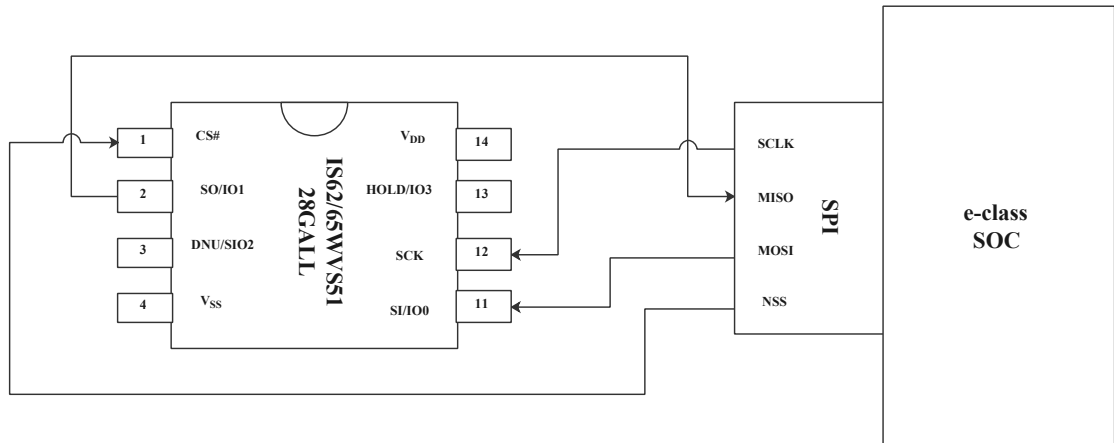 1
CS#
2
SO/IO1
3
DNU/SIO2
4
VSS
IS62/65WVS51
28GALL
VDD
14
HOLD/IO3
13
SCK
12
SI/IO0
11
SCLK
MISO
MOSI
NSS
SPI
e-class
SOC